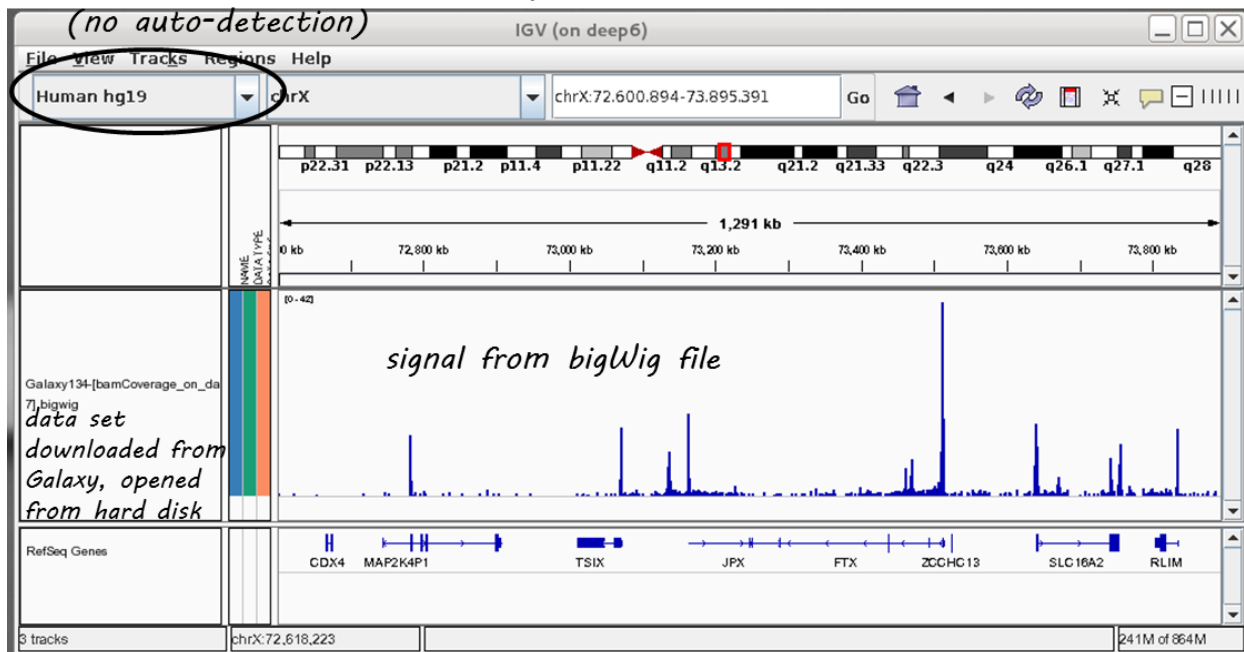 (no auto-detection)
IGV (on deep6)
File View Tracks Regions Help
Human hg19
chrX
chrX:72.600.894-73.895.391
Go
p22.31 p22.13 p21.2 p11.4 p11.22 q11.2 q13.2 q21.2 q21.33 q22.3 q24 q26.1 q27.1 q28
1,291 kb
0 kb 72,800 kb 73,000 kb 73,200 kb 73,400 kb 73,600 kb 73,800 kb
NAME
DATA TYPE
[0-42]
signal from bigWig file
Galaxy134-[bamCoverage_on_da
7].bigwig
data set
downloaded from
Galaxy, opened
from hard disk
RefSeq Genes
CDX4 MAP2K4P1 TSIX JPX FTX ZCCHC13 SLC16A2 RLIM
3 tracks
chrX:72,618,223
241M of 864M